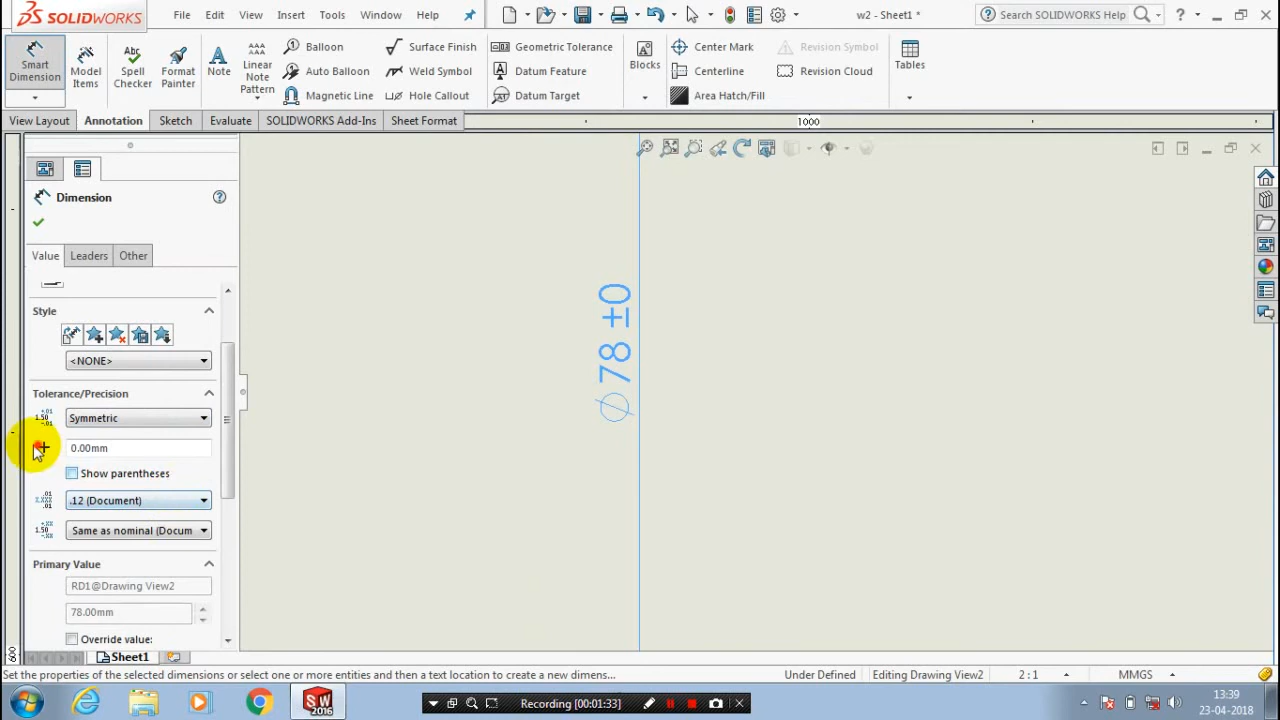 SOLIDWORKS
File
Edit
View
Insert
Tools
Window
Help
w2 - Sheet1 *
Search SOLIDWORKS Help
?
Smart Dimension
Model Items
Spell Checker
Format Painter
Note
Linear Note Pattern
Balloon
Auto Balloon
Magnetic Line
Surface Finish
Weld Symbol
Hole Callout
Geometric Tolerance
Datum Feature
Datum Target
Blocks
Center Mark
Centerline
Area Hatch/Fill
Revision Symbol
Revision Cloud
Tables
View Layout
Annotation
Sketch
Evaluate
SOLIDWORKS Add-Ins
Sheet Format
1000
Dimension
Value
Leaders
Other
Style
<NONE>
Tolerance/Precision
Symmetric
0.00mm
Show parentheses
.12 (Document)
Same as nominal (Docum
Primary Value
RD1@Drawing View2
78.00mm
Override value:
⌀78 ±0
600
Sheet1
Set the properties of the selected dimensions or select one or more entities and then a text location to create a new dimens...
Under Defined
Editing Drawing View2
2 : 1
MMGS
SW
2016
Recording [00:01:33]
13:39
23-04-2018